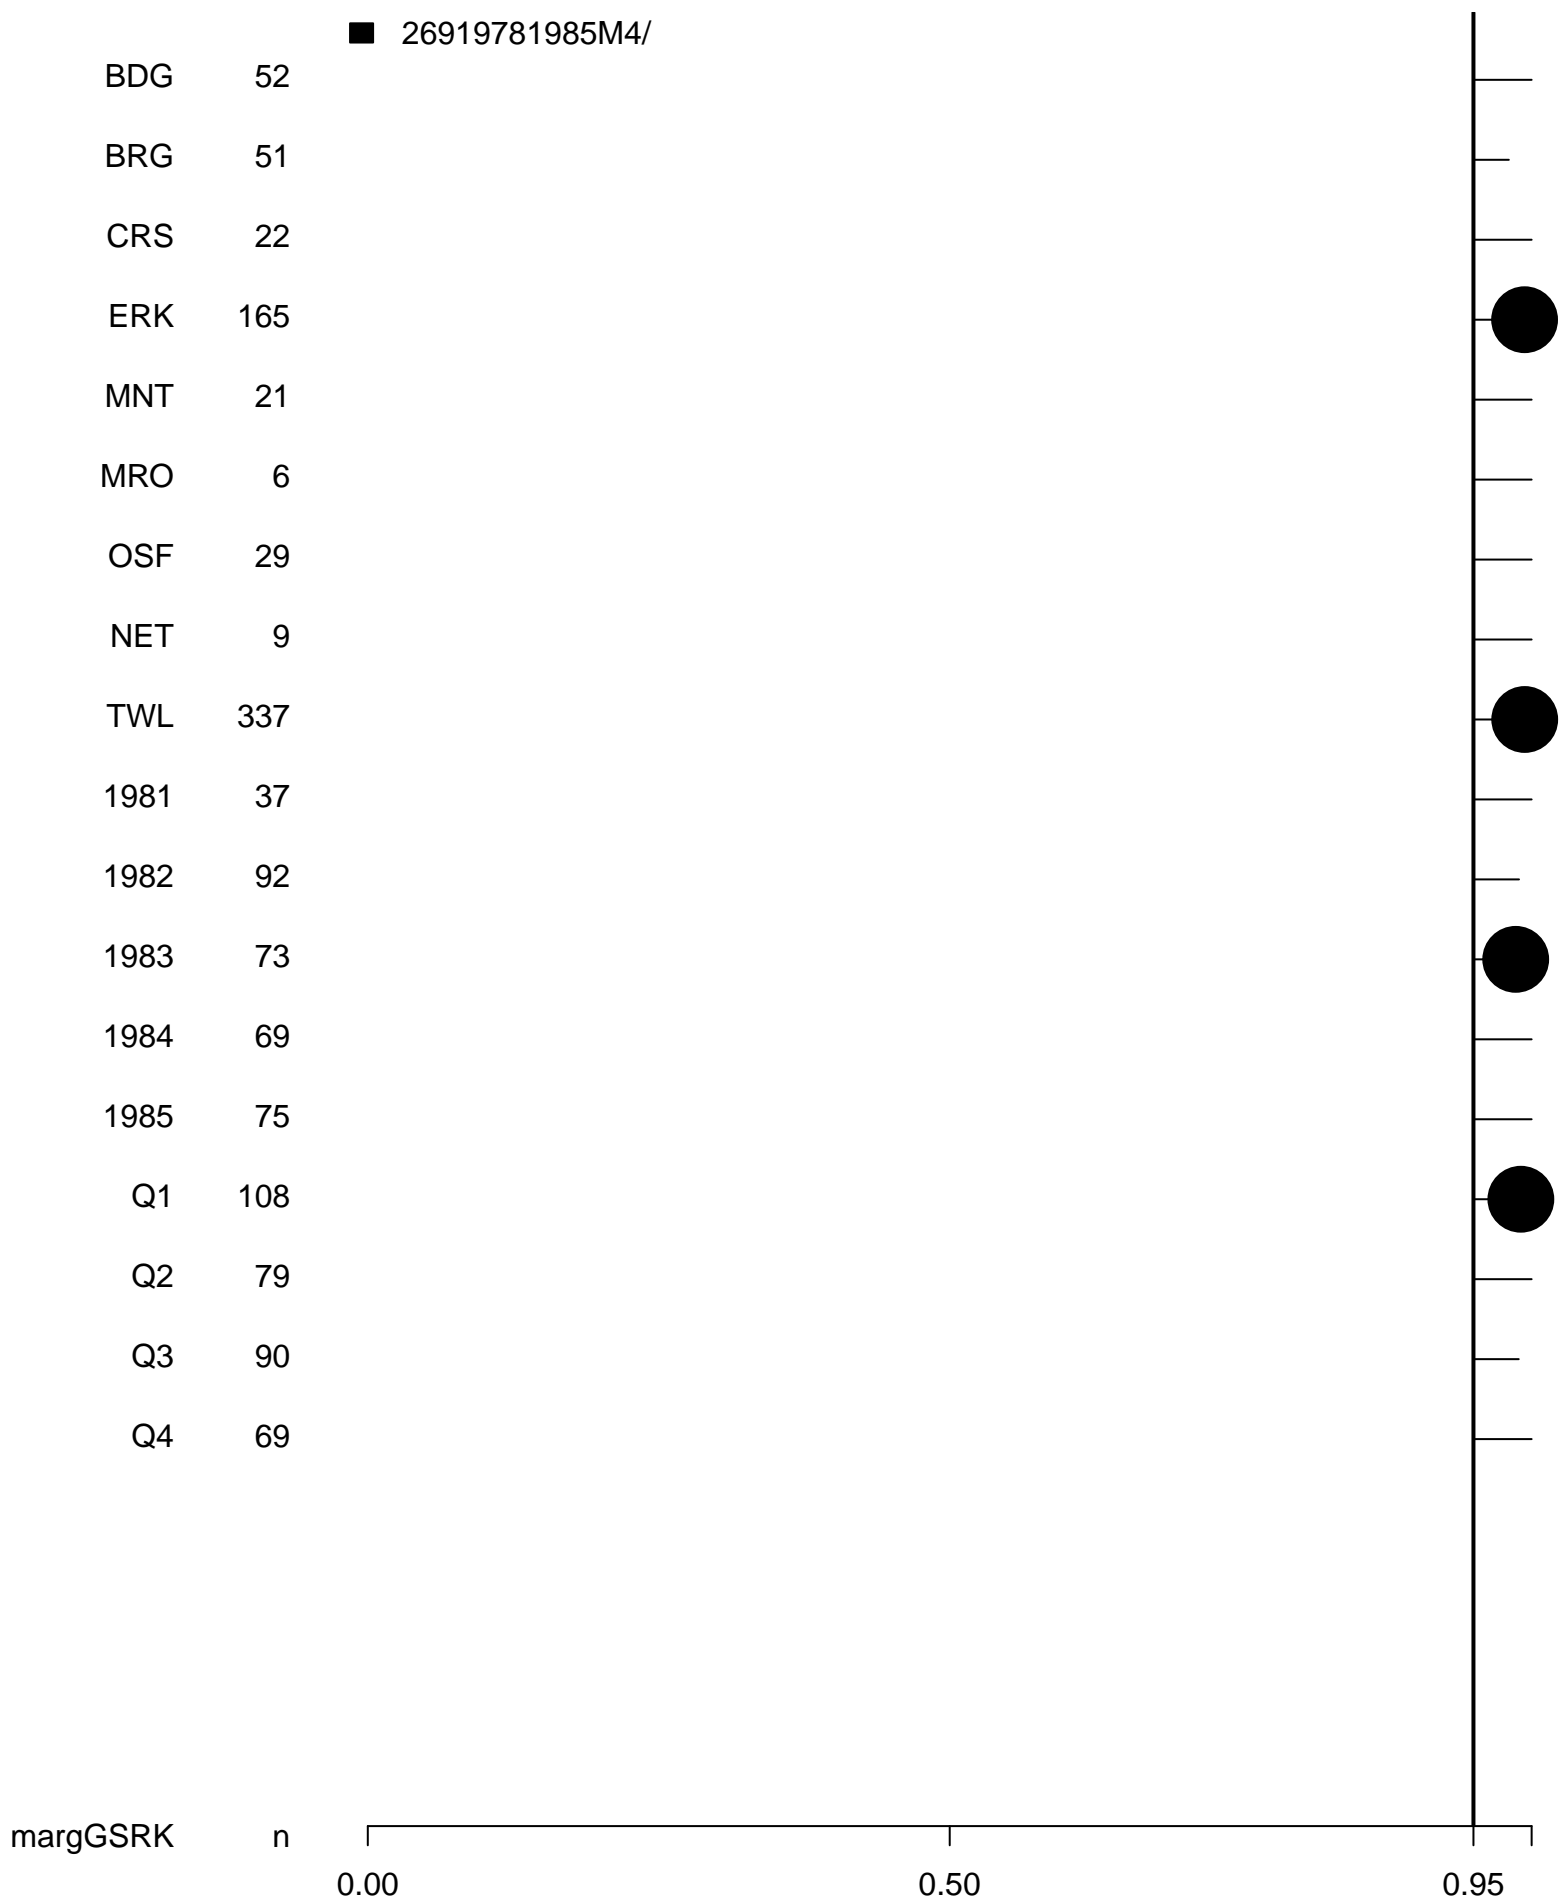 26919781985M4/
BDG 52
BRG 51
CRS 22
ERK 165
MNT 21
MRO 6
OSF 29
NET 9
TWL 337
1981 37
1982 92
1983 73
1984 69
1985 75
Q1 108
Q2 79
Q3 90
Q4 69
margGSRK n
0.00 0.50 0.95